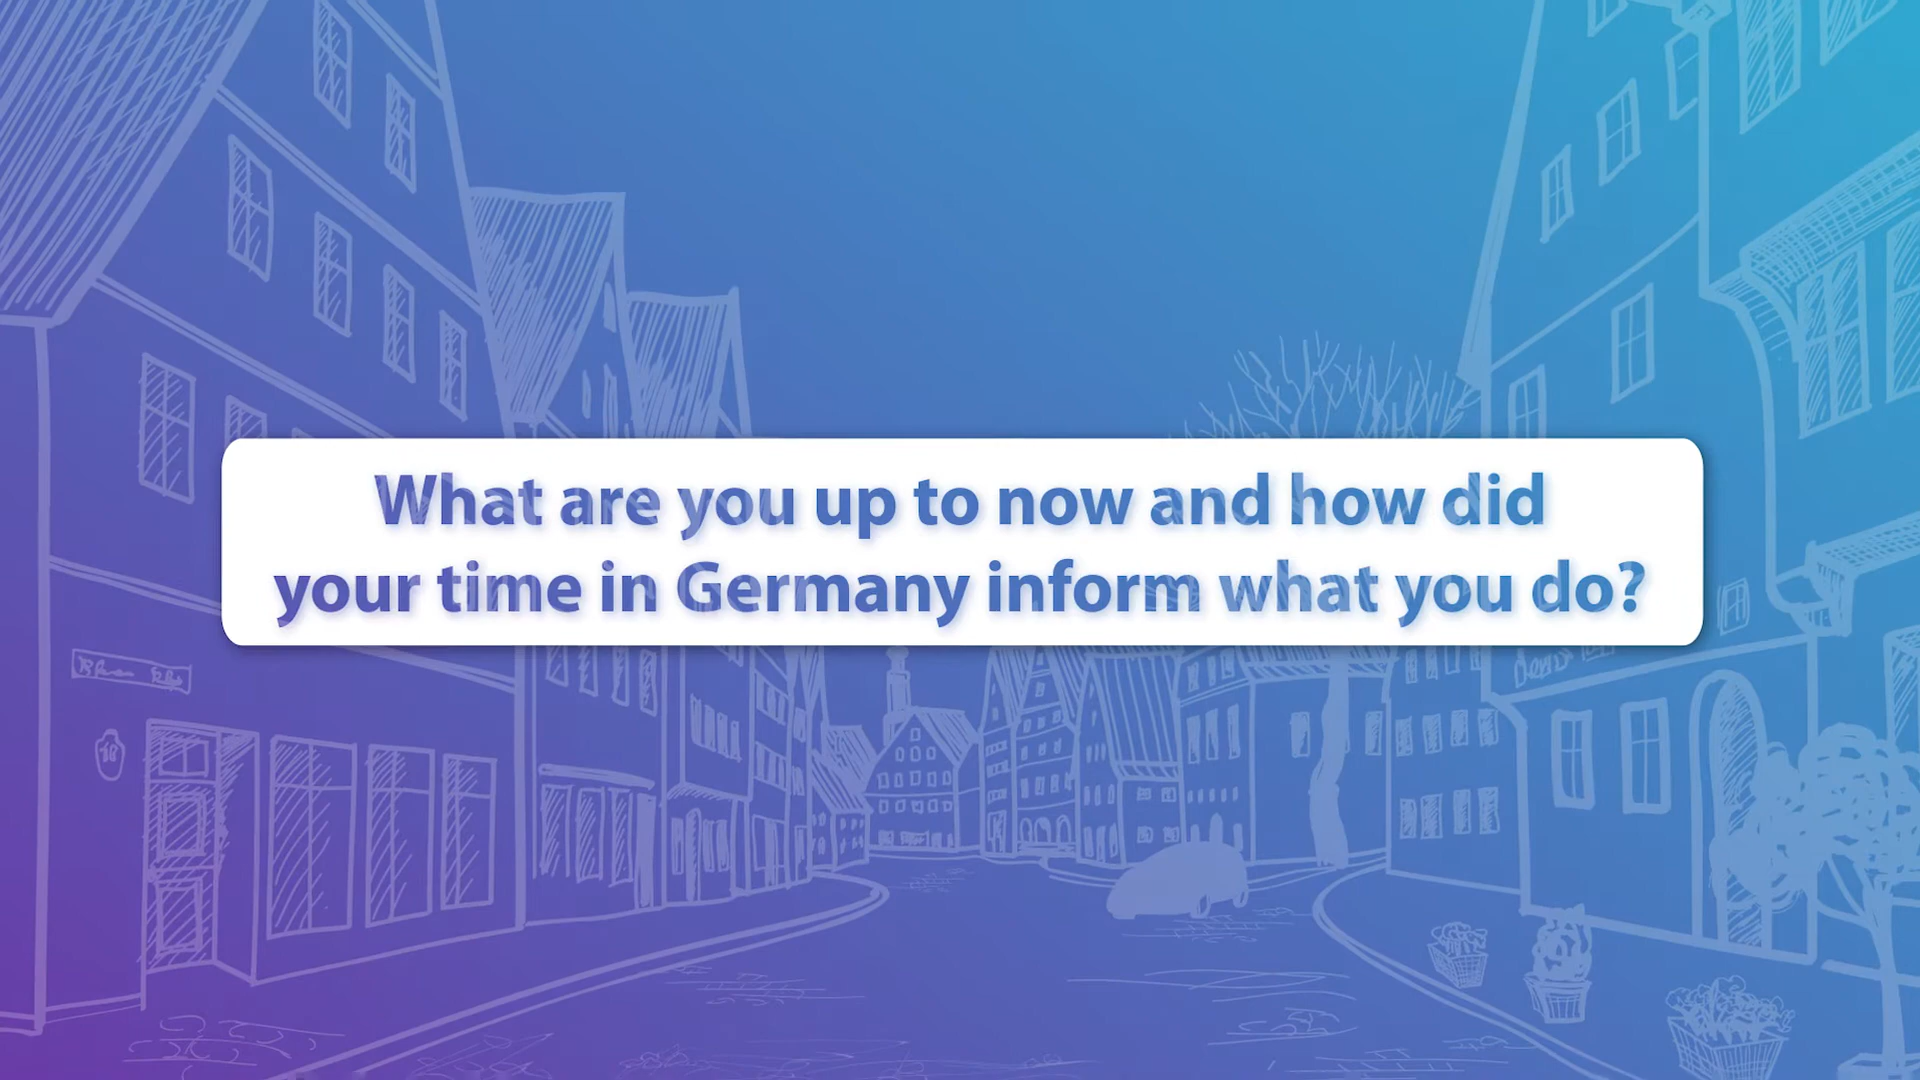 What are you up to now and how did
your time in Germany inform what you do?